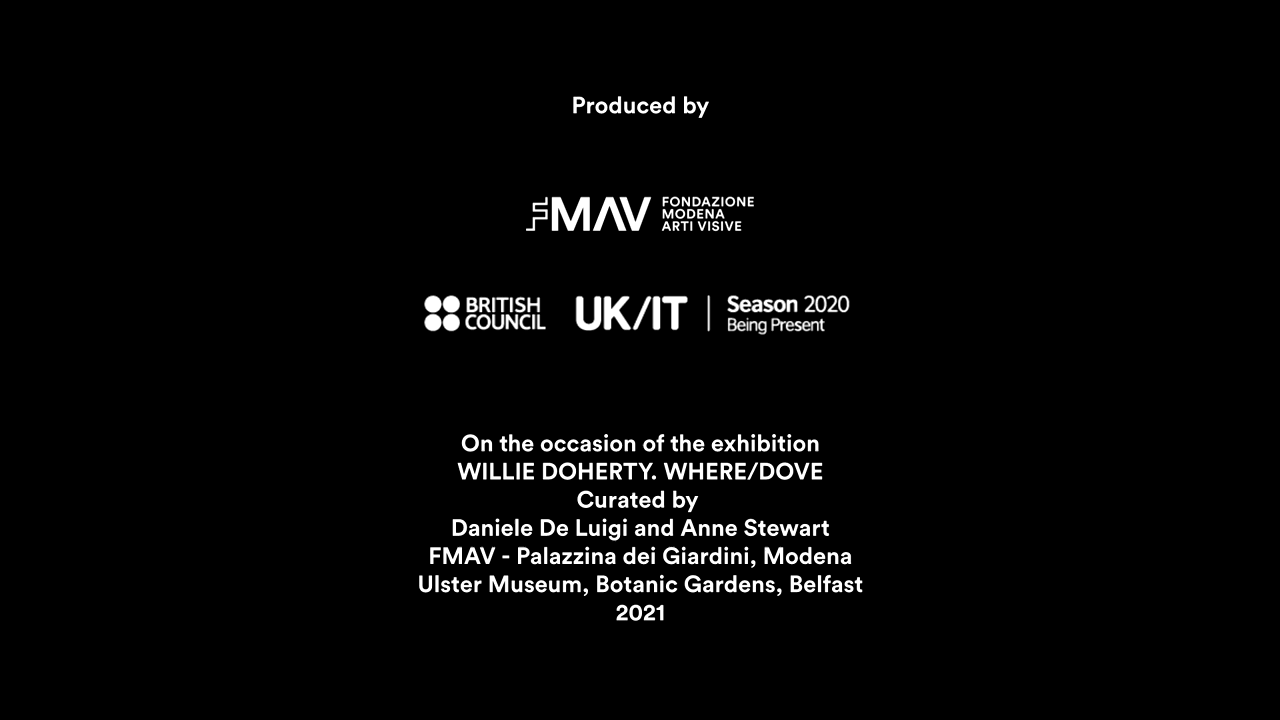 Produced by
FMAV FONDAZIONE
MODENA
ARTI VISIVE
BRITISH
COUNCIL
UK/IT
Season 2020
Being Present
On the occasion of the exhibition
WILLIE DOHERTY. WHERE/DOVE
Curated by
Daniele De Luigi and Anne Stewart
FMAV - Palazzina dei Giardini, Modena
Ulster Museum, Botanic Gardens, Belfast
2021